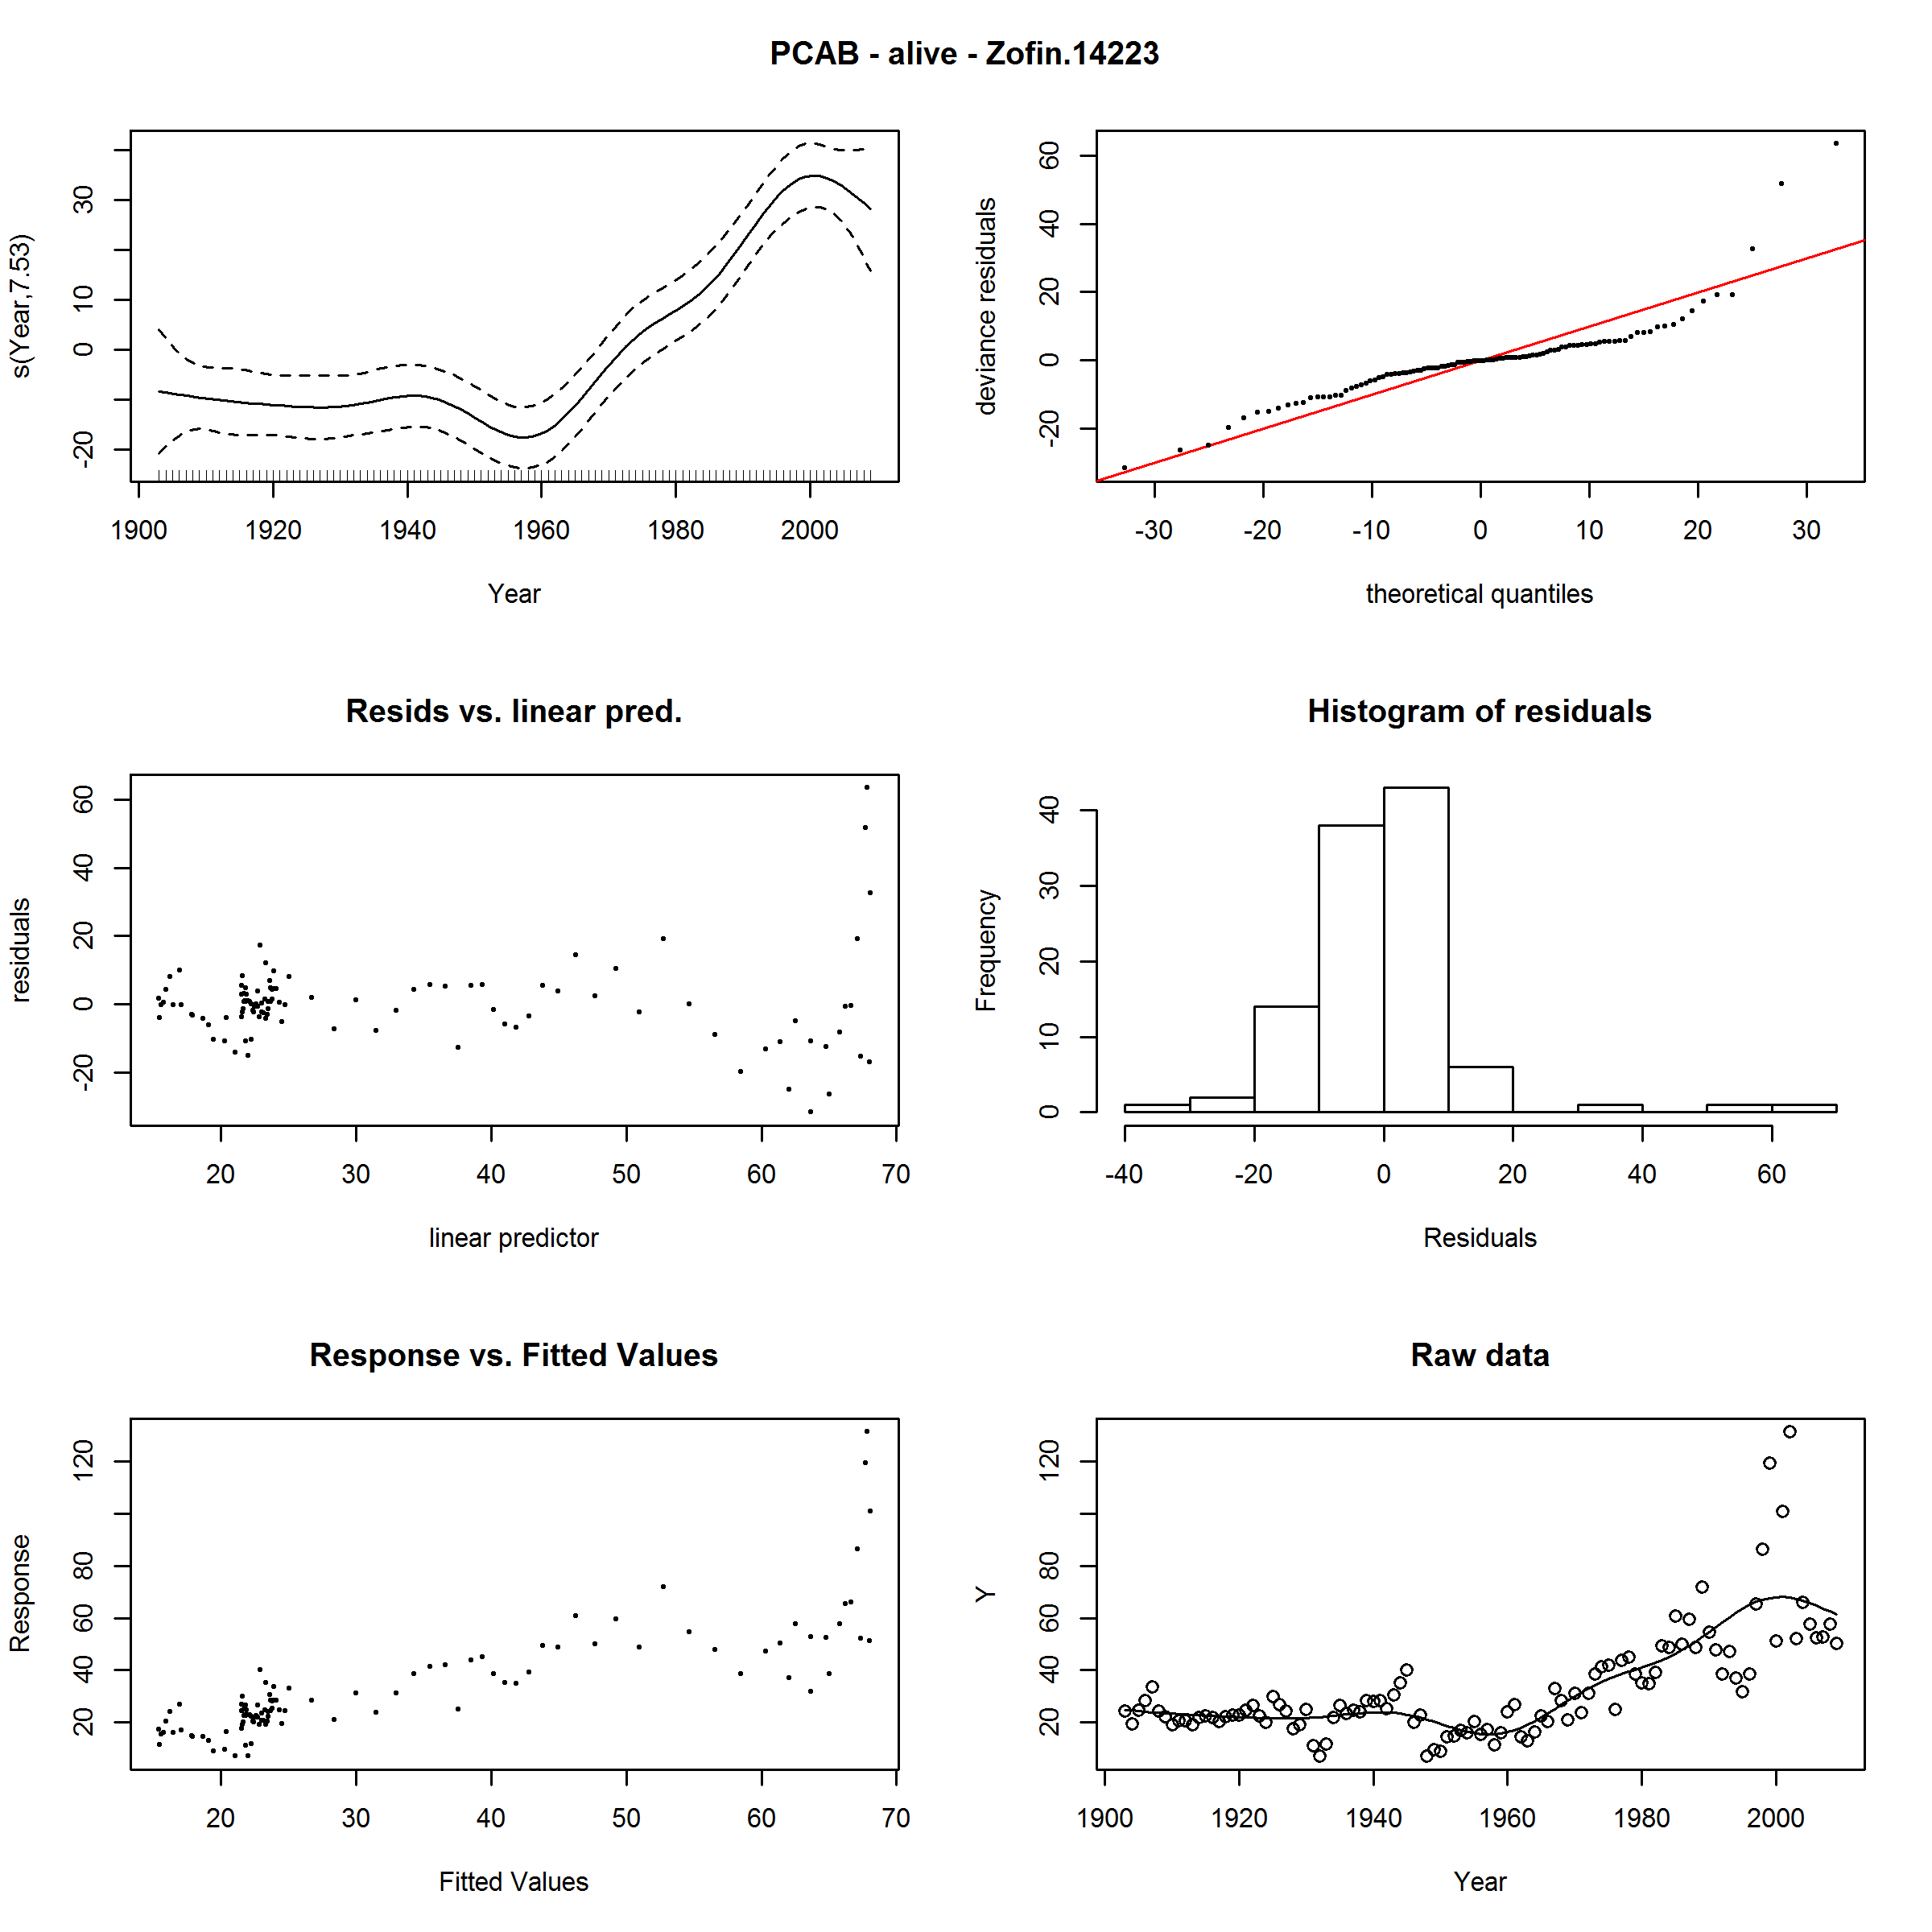 PCAB - alive - Zofin.14223
s(Year,7.53)
-20 0 10 30
1900 1920 1940 1960 1980 2000
Year
deviance residuals
-20 0 20 40 60
-30 -20 -10 0 10 20 30
theoretical quantiles
Resids vs. linear pred.
residuals
-20 0 20 40 60
20 30 40 50 60 70
linear predictor
Histogram of residuals
Frequency
0 10 20 30 40
-40 -20 0 20 40 60
Residuals
Response vs. Fitted Values
Response
20 40 60 80 120
20 30 40 50 60 70
Fitted Values
Raw data
Y
20 40 60 80 120
1900 1920 1940 1960 1980 2000
Year